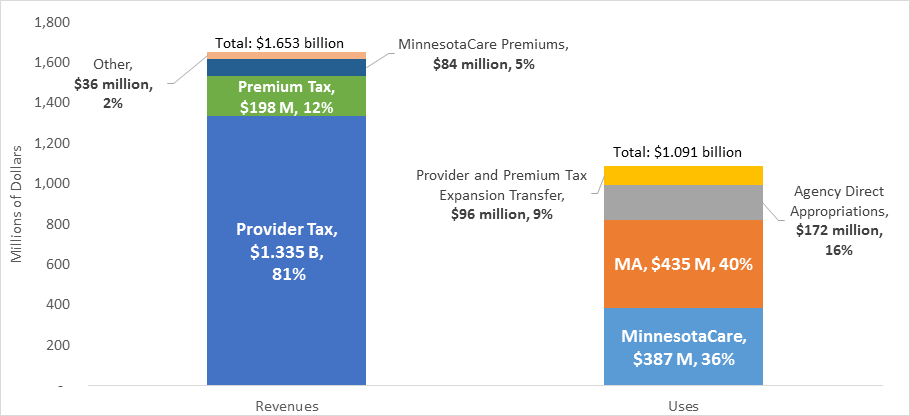 1,800
1,600
1,400
1,200
1,000
800
600
400
200
-
Millions of Dollars
Total: $1.653 billion
Other,
$36 million,
2%
MinnesotaCare Premiums,
$84 million, 5%
Premium Tax,
$198 M, 12%
Provider Tax,
$1.335 B,
81%
Revenues
Total: $1.091 billion
Provider and Premium Tax
Expansion Transfer,
$96 million, 9%
Agency Direct
Appropriations,
$172 million,
16%
MA, $435 M, 40%
MinnesotaCare,
$387 M, 36%
Uses